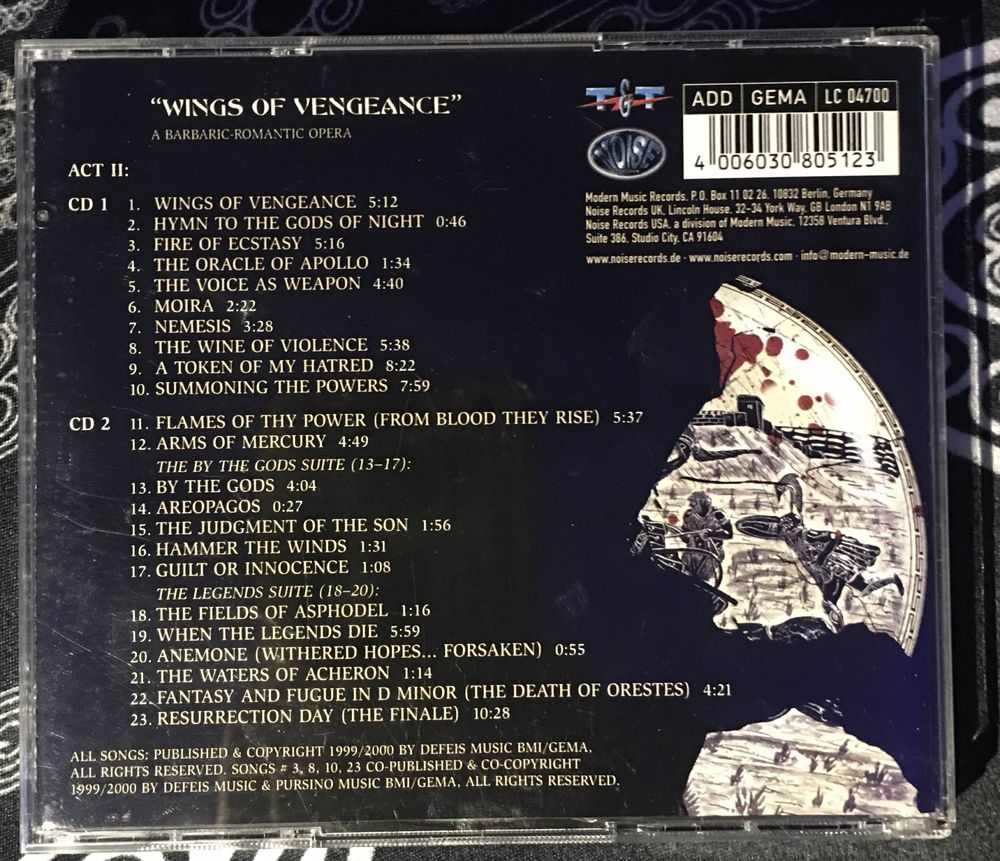 "WINGS OF VENGEANCE"
A BARBARIC-ROMANTIC OPERA
ACT II:
CD 1
1. WINGS OF VENGEANCE 5:12
2. HYMN TO THE GODS OF NIGHT 0:46
3. FIRE OF ECSTASY 5:16
4. THE ORACLE OF APOLLO 1:34
5. THE VOICE AS WEAPON 4:40
6. MOIRA 2:22
7. NEMESIS 3:28
8. THE WINE OF VIOLENCE 5:38
9. A TOKEN OF MY HATRED 8:22
10. SUMMONING THE POWERS 7:59
CD 2
11. FLAMES OF THY POWER (FROM BLOOD THEY RISE) 5:37
12. ARMS OF MERCURY 4:49
THE BY THE GODS SUITE (13-17):
13. BY THE GODS 4:04
14. AREOPAGOS 0:27
15. THE JUDGMENT OF THE SON 1:56
16. HAMMER THE WINDS 1:31
17. GUILT OR INNOCENCE 1:08
THE LEGENDS SUITE (18-20):
18. THE FIELDS OF ASPHODEL 1:16
19. WHEN THE LEGENDS DIE 5:59
20. ANEMONE (WITHERED HOPES... FORSAKEN) 0:55
21. THE WATERS OF ACHERON 1:14
22. FANTASY AND FUGUE IN D MINOR (THE DEATH OF ORESTES) 4:21
23. RESURRECTION DAY (THE FINALE) 10:28
ALL SONGS: PUBLISHED & COPYRIGHT 1999/2000 BY DEFEIS MUSIC BMI/GEMA,
ALL RIGHTS RESERVED. SONGS # 3, 8, 10, 23 CO-PUBLISHED & CO-COPYRIGHT
1999/2000 BY DEFEIS MUSIC & PURSINO MUSIC BMI/GEMA, ALL RIGHTS RESERVED.
T&T
NOISE
ADD GEMA LC 04700
4 006030 805123
Modern Music Records, P.O. Box 11 02 26, 10832 Berlin, Germany
Noise Records UK, Lincoln House, 32-34 York Way, GB London N1 9AB
Noise Records USA, a division of Modern Music, 12358 Ventura Blvd.,
Suite 386, Studio City, CA 91604
www.noiserecords.de · www.noiserecords.com · info@modern-music.de